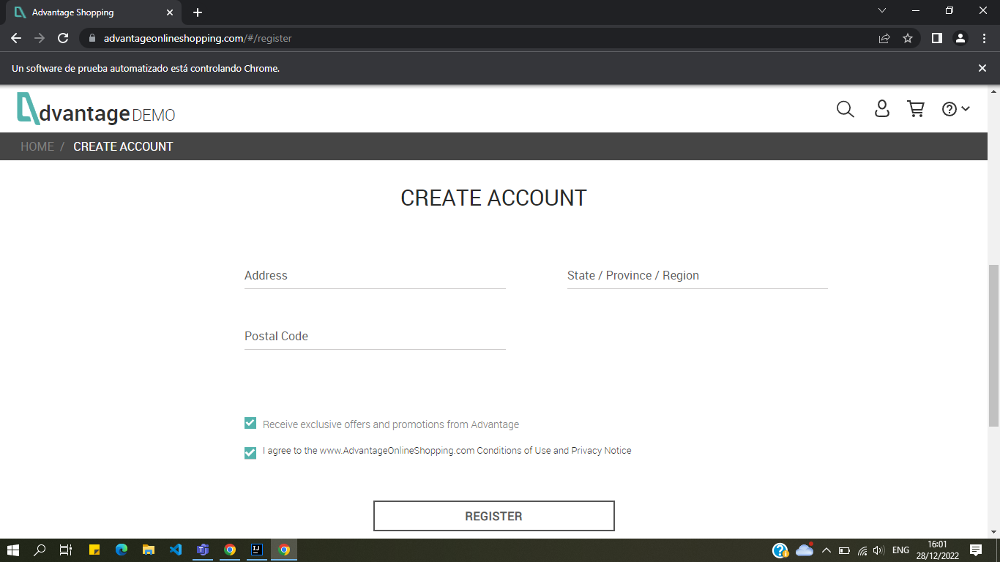 Advantage Shopping
advantageonlineshopping.com/#/register
Un software de prueba automatizado está controlando Chrome.
dvantage DEMO
HOME / CREATE ACCOUNT
CREATE ACCOUNT
Address
State / Province / Region
Postal Code
Receive exclusive offers and promotions from Advantage
I agree to the www.AdvantageOnlineShopping.com Conditions of Use and Privacy Notice
REGISTER
IJ
ENG
16:01
28/12/2022